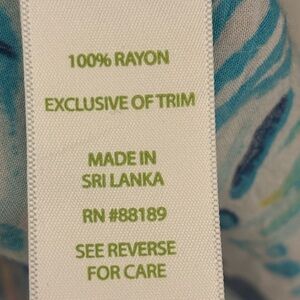 100% RAYON
EXCLUSIVE OF TRIM
MADE IN
SRI LANKA
RN #88189
SEE REVERSE
FOR CARE